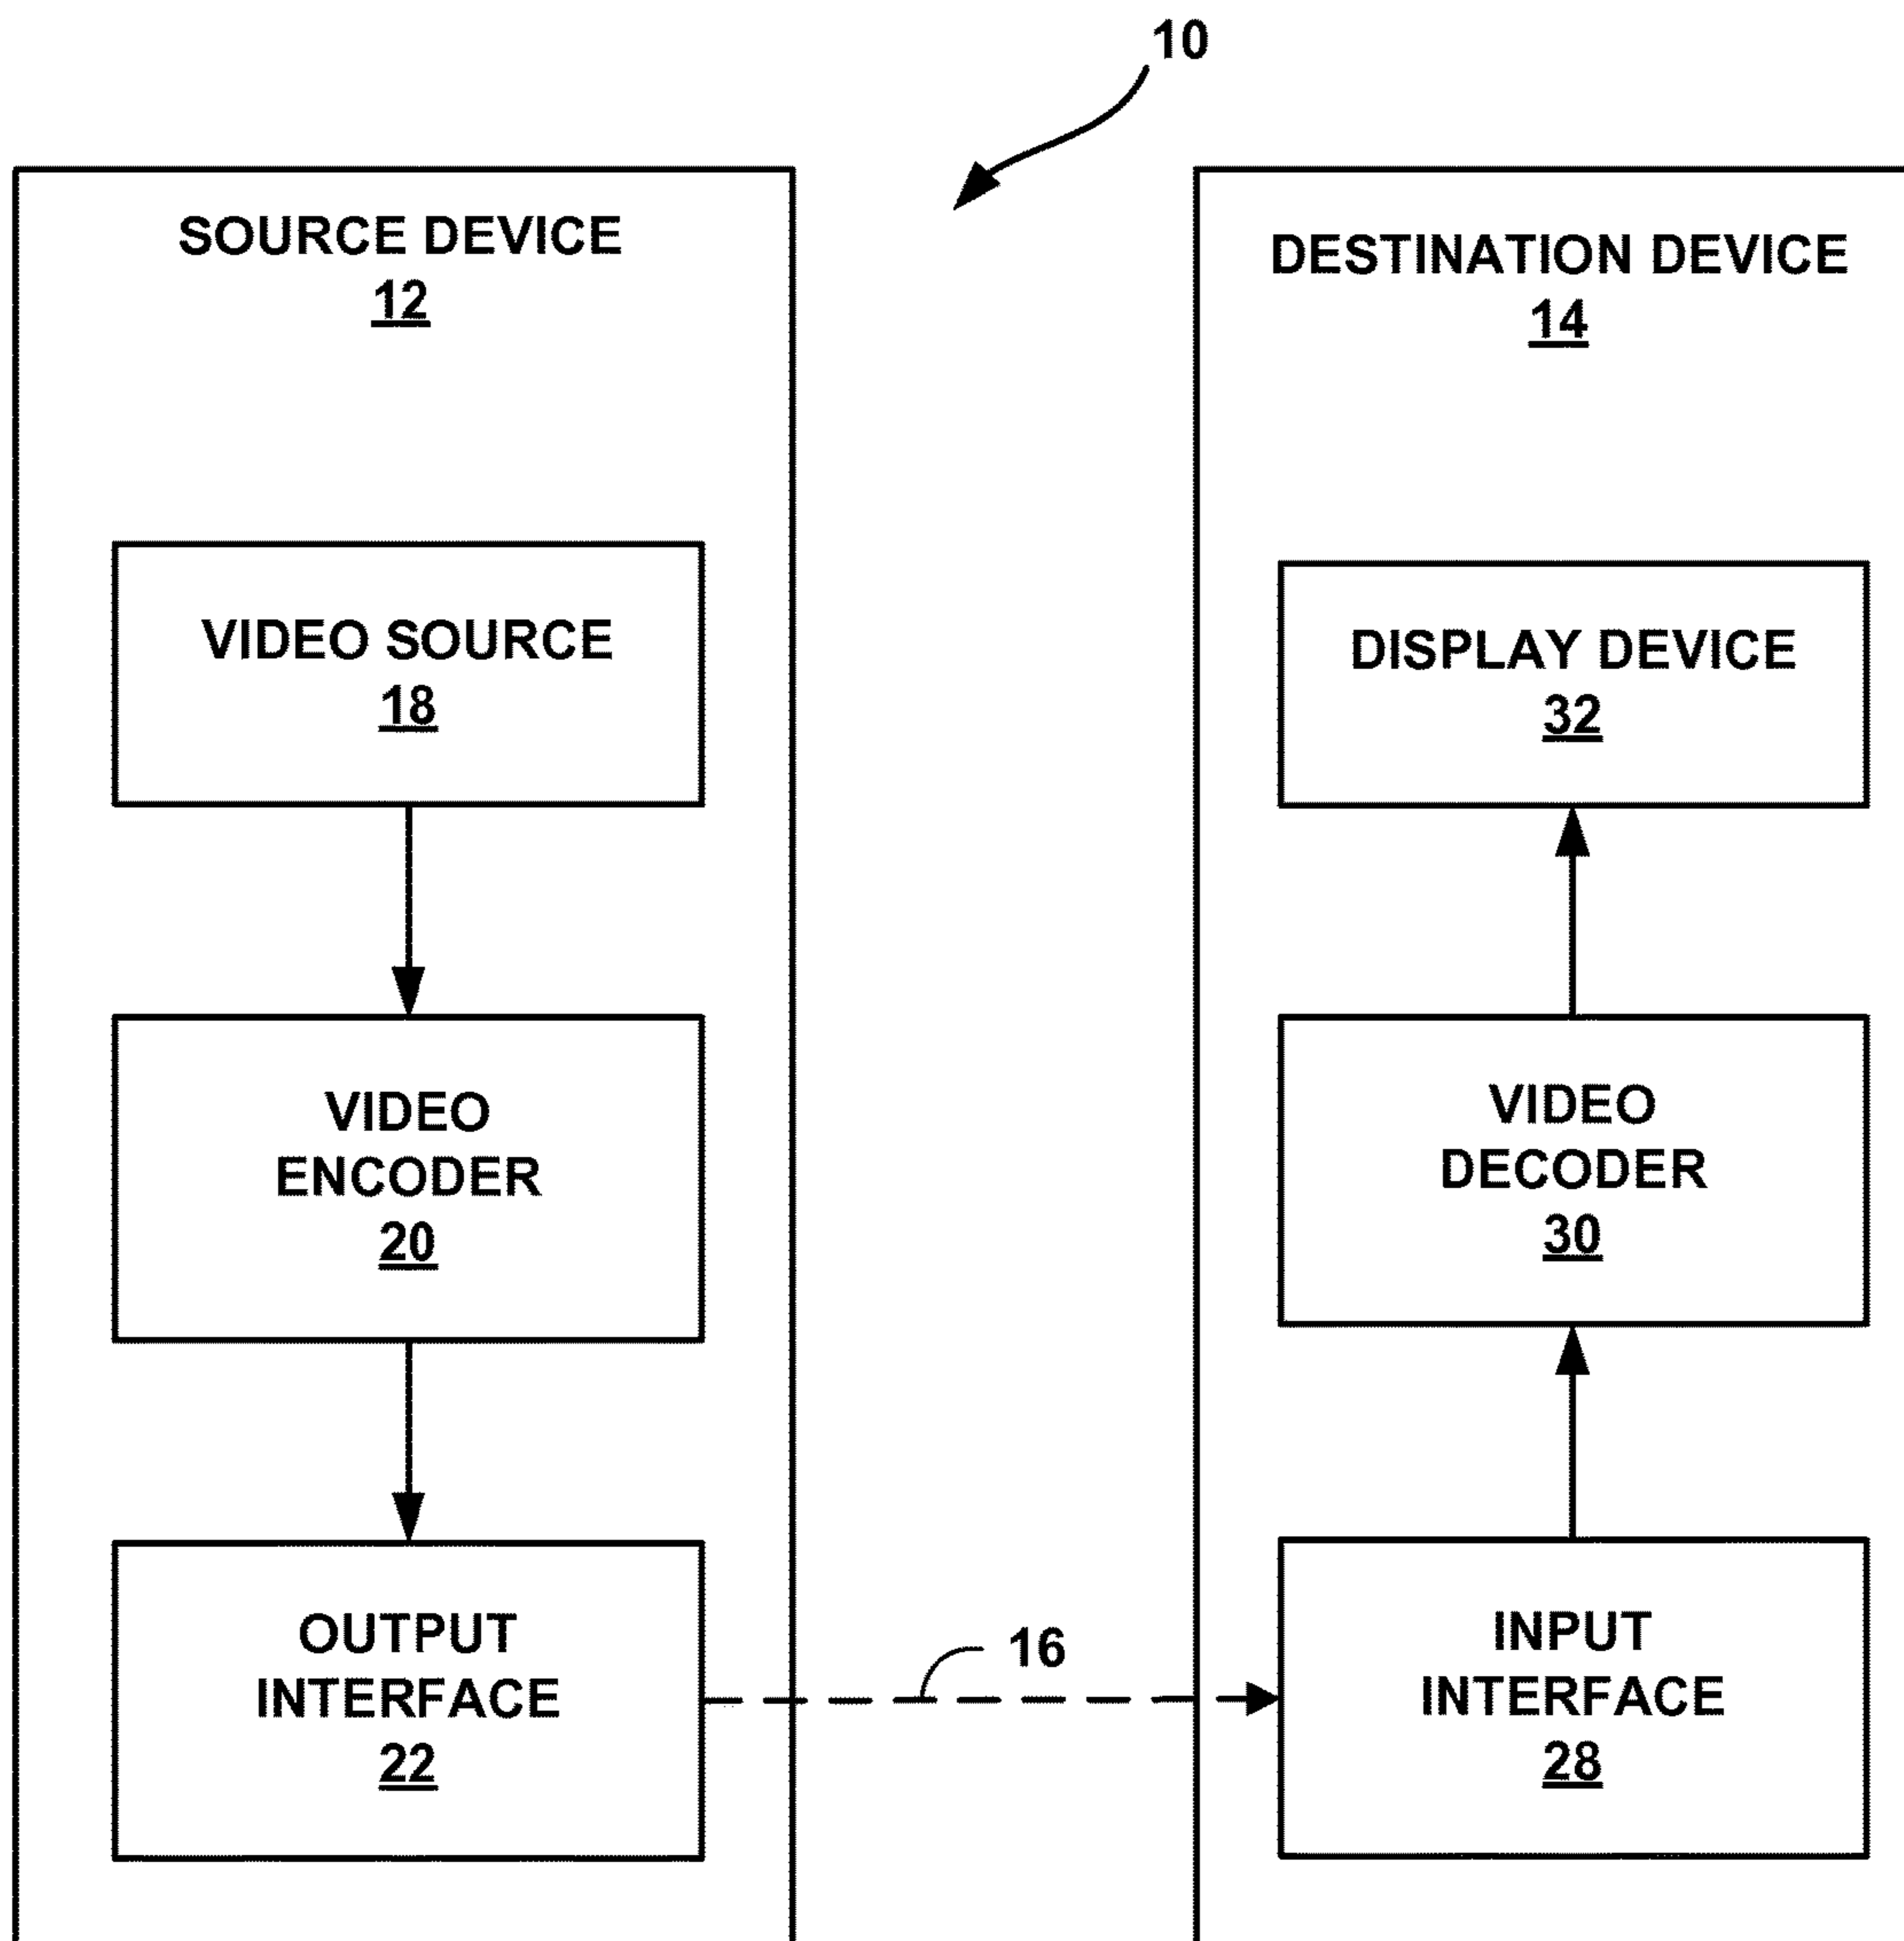 10
SOURCE DEVICE
12
VIDEO SOURCE
18
VIDEO
ENCODER
20
OUTPUT
INTERFACE
22
16
DESTINATION DEVICE
14
DISPLAY DEVICE
32
VIDEO
DECODER
30
INPUT
INTERFACE
28